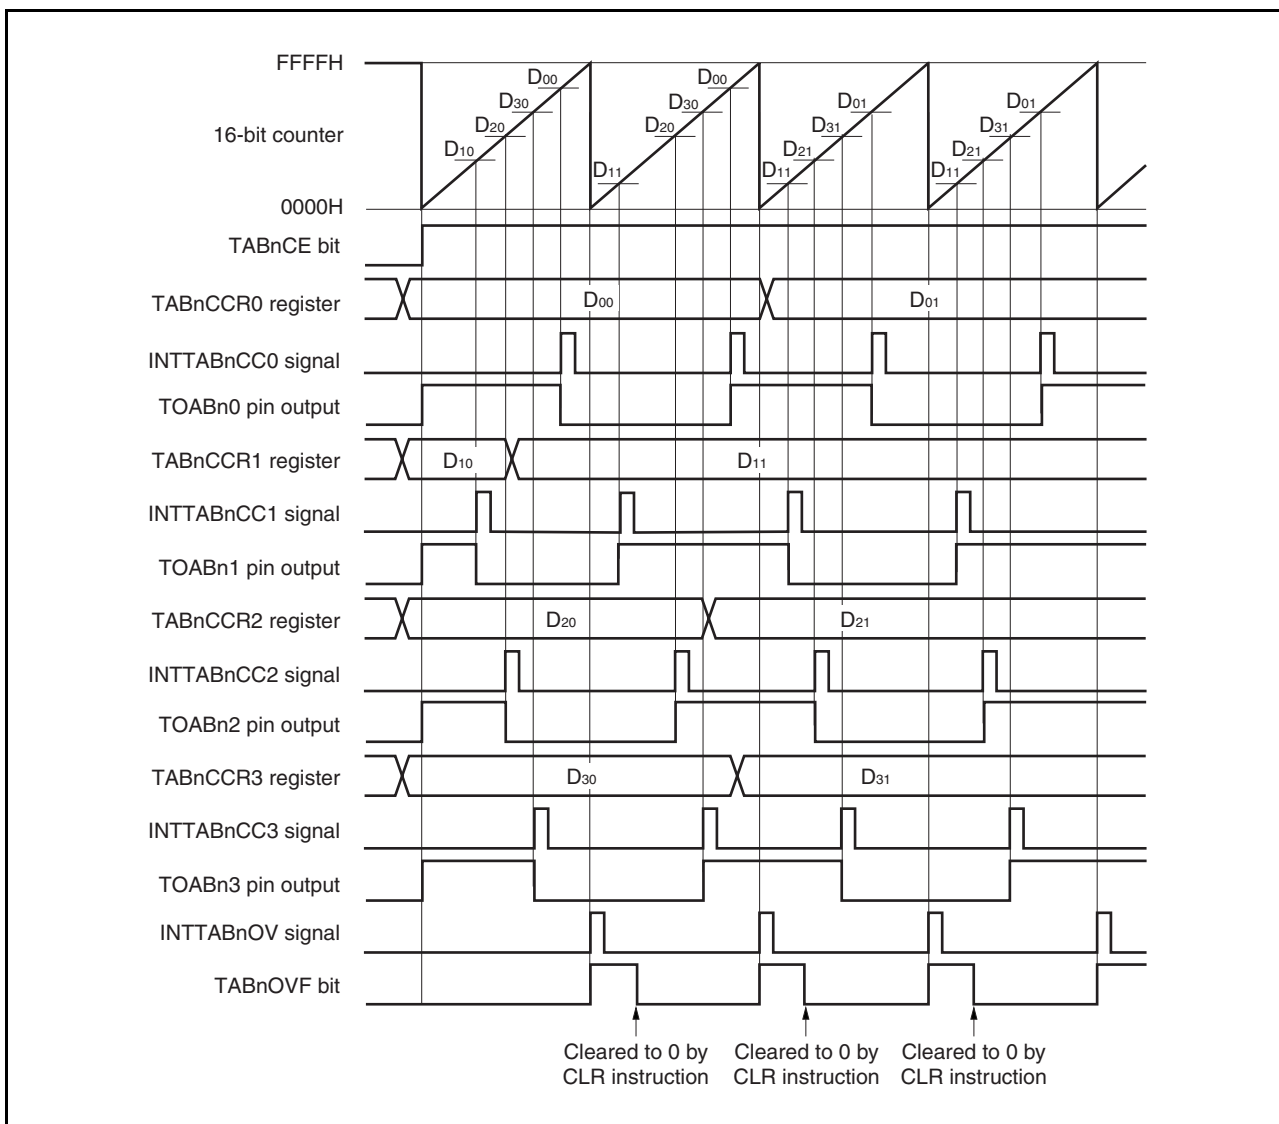 FFFFH
16-bit counter
0000H
D10
D20
D30
D00
D11
D20
D30
D00
D11
D21
D31
D01
D11
D21
D31
D01
TABnCE bit
TABnCCR0 register
D00
D01
INTTABnCC0 signal
TOABn0 pin output
TABnCCR1 register
D10
D11
INTTABnCC1 signal
TOABn1 pin output
TABnCCR2 register
D20
D21
INTTABnCC2 signal
TOABn2 pin output
TABnCCR3 register
D30
D31
INTTABnCC3 signal
TOABn3 pin output
INTTABnOV signal
TABnOVF bit
Cleared to 0 by
CLR instruction
Cleared to 0 by
CLR instruction
Cleared to 0 by
CLR instruction